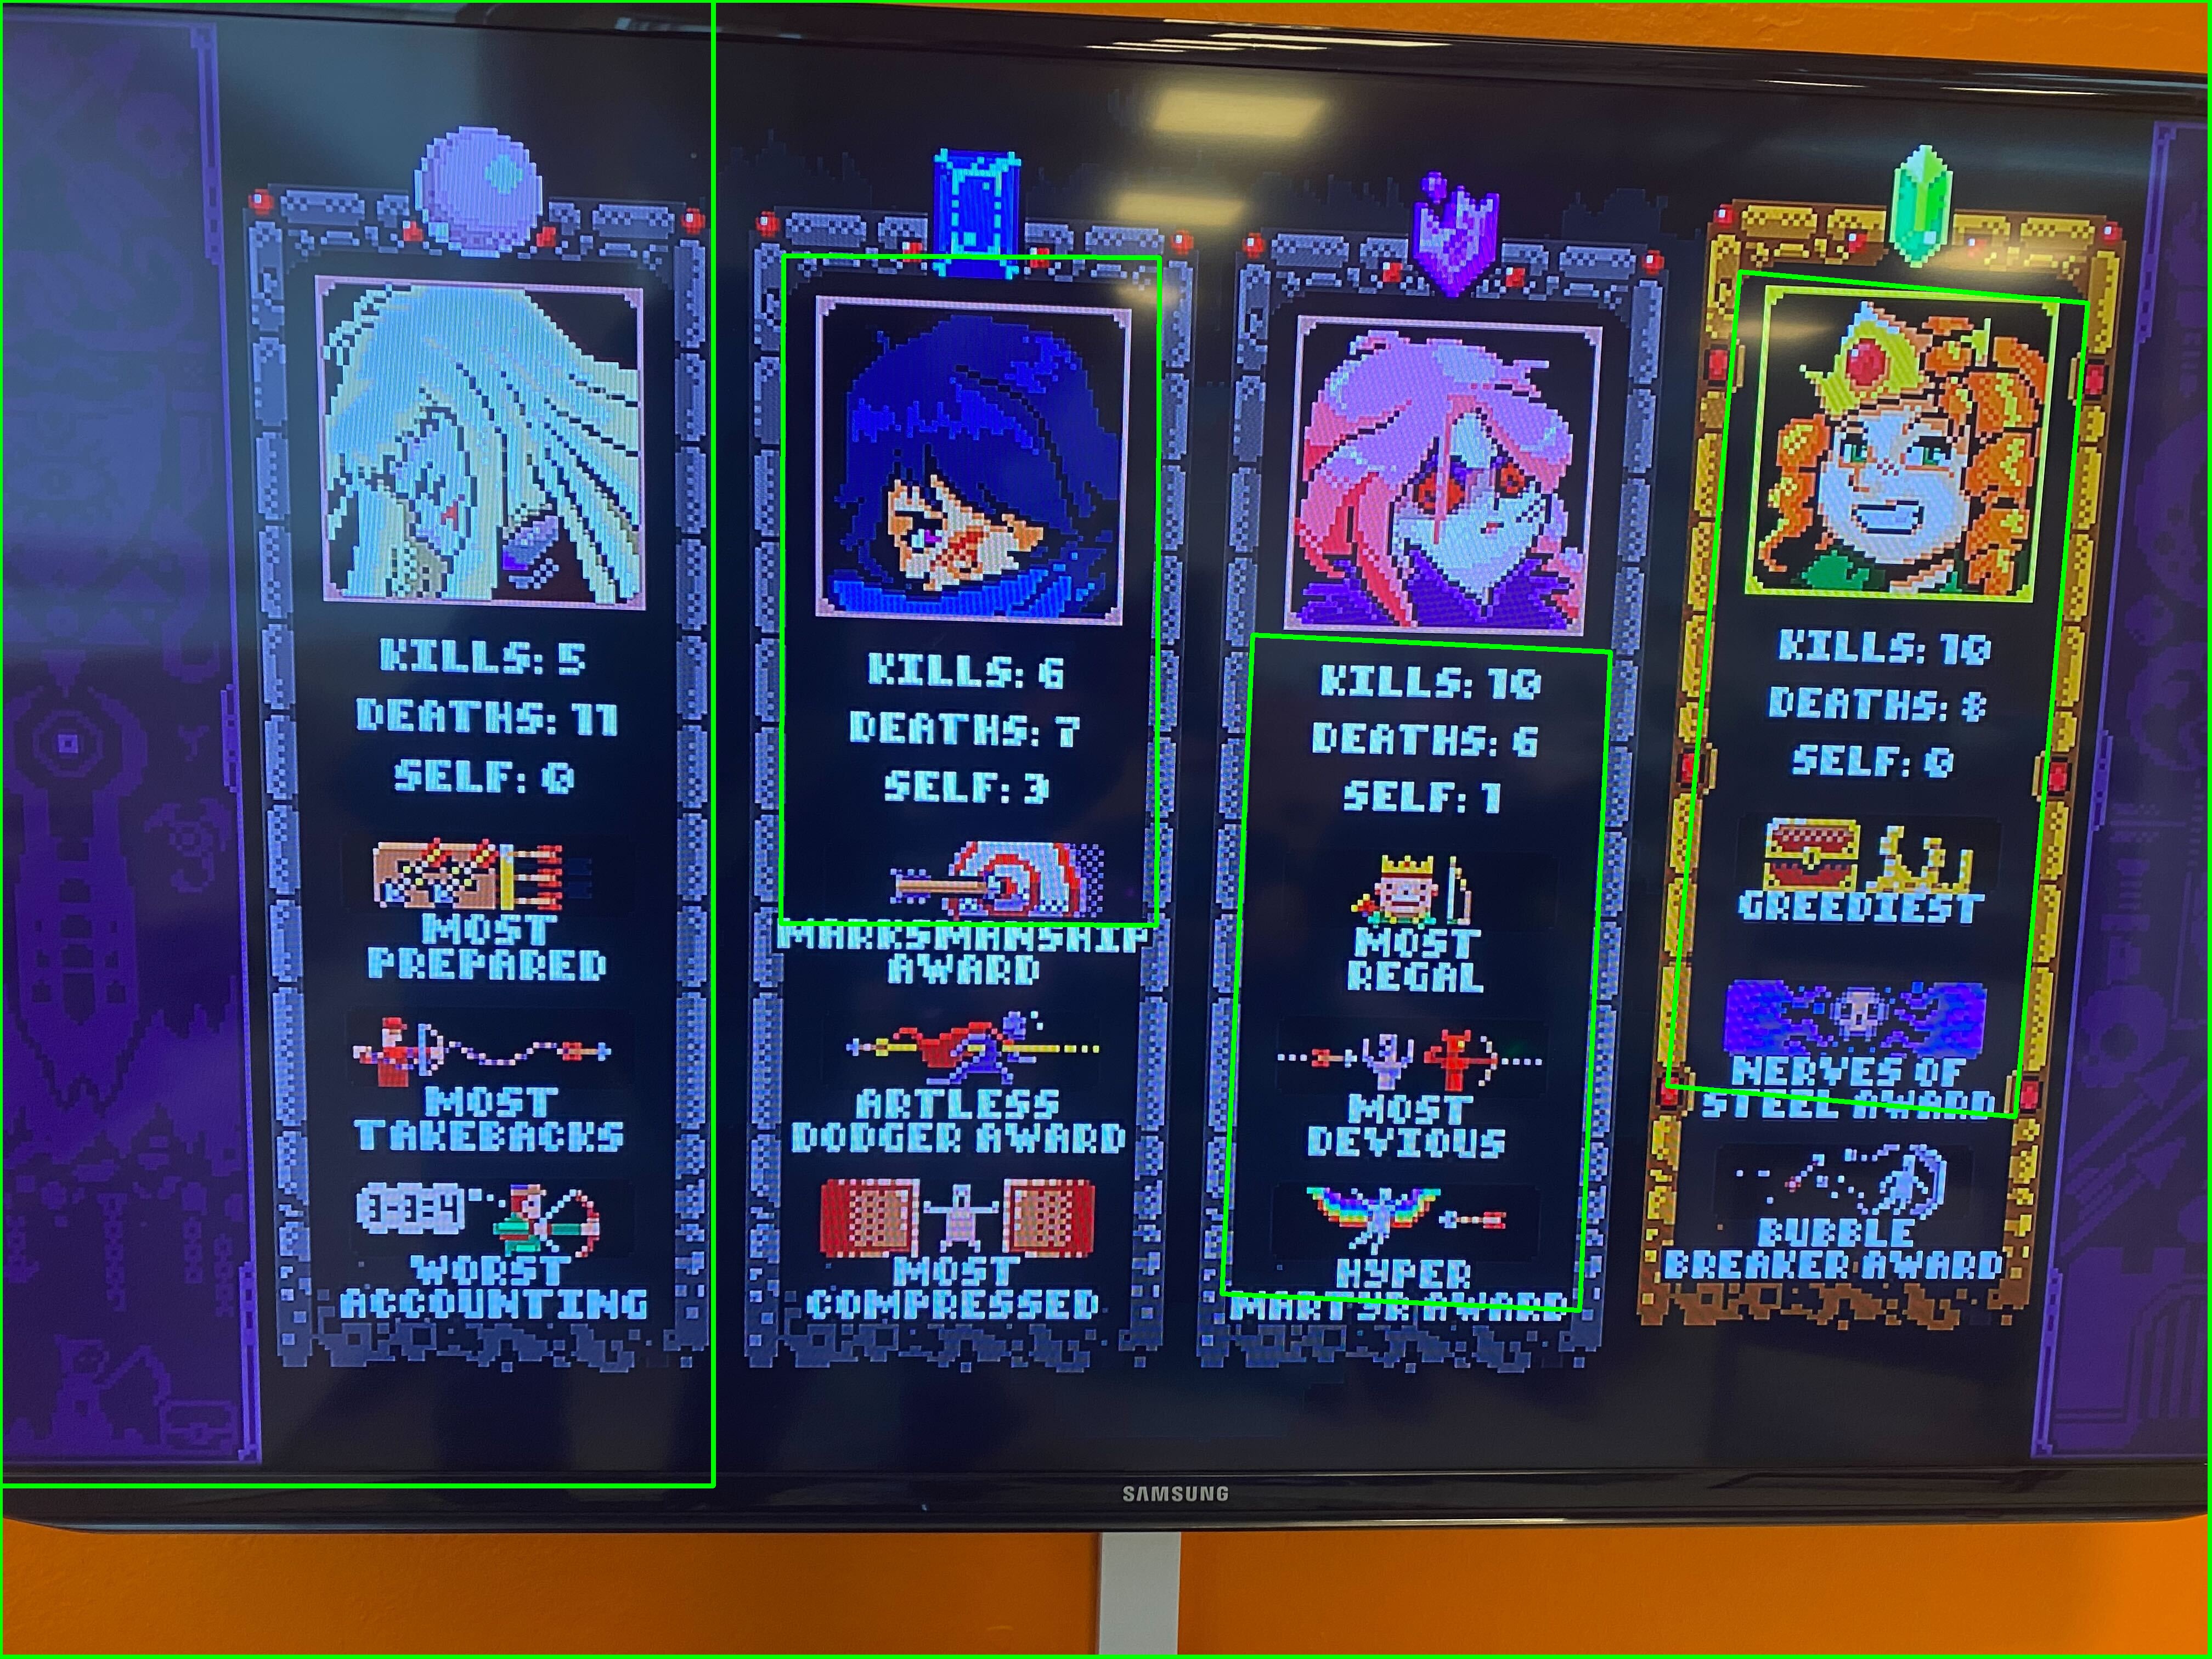 KILLS: 5
DEATHS: 11
SELF: 0
MOST
PREPARED
MOST
TAKEBACKS
WORST
ACCOUNTING
KILLS: 6
DEATHS: 7
SELF: 3
MARKSMANSHIP
AWARD
ARTLESS
DODGER AWARD
MOST
COMPRESSED
KILLS: 10
DEATHS: 6
SELF: 1
MOST
REGAL
MOST
DEVIOUS
HYPER
MARTYR AWARD
KILLS: 10
DEATHS: 8
SELF: 0
GREEDIEST
NERVES OF
STEEL AWARD
BUBBLE
BREAKER AWARD
SAMSUNG